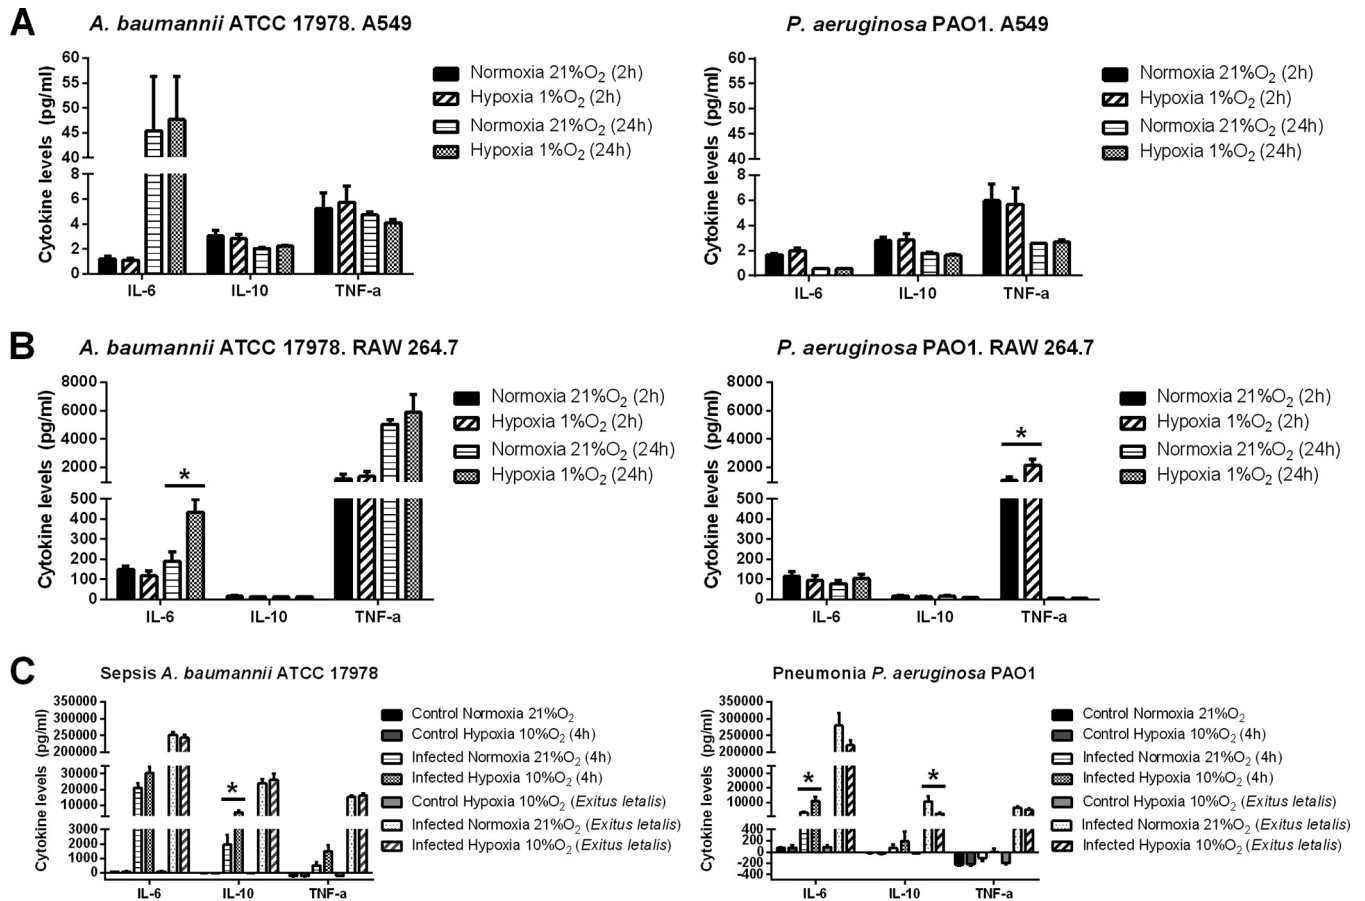 A
A. baumannii ATCC 17978. A549
Cytokine levels (pg/ml)
60
55
50
45
40
8
6
4
2
0
IL-6 IL-10 TNF-a
Normoxia 21%O2 (2h)
Hypoxia 1%O2 (2h)
Normoxia 21%O2 (24h)
Hypoxia 1%O2 (24h)
P. aeruginosa PAO1. A549
Cytokine levels (pg/ml)
60
55
50
45
40
8
6
4
2
0
IL-6 IL-10 TNF-a
Normoxia 21%O2 (2h)
Hypoxia 1%O2 (2h)
Normoxia 21%O2 (24h)
Hypoxia 1%O2 (24h)
B
A. baumannii ATCC 17978. RAW 264.7
Cytokine levels (pg/ml)
8000
6000
4000
2000
500
400
300
200
100
0
*
IL-6 IL-10 TNF-a
Normoxia 21%O2 (2h)
Hypoxia 1%O2 (2h)
Normoxia 21%O2 (24h)
Hypoxia 1%O2 (24h)
P. aeruginosa PAO1. RAW 264.7
Cytokine levels (pg/ml)
8000
6000
4000
2000
500
400
300
200
100
0
*
IL-6 IL-10 TNF-a
Normoxia 21%O2 (2h)
Hypoxia 1%O2 (2h)
Normoxia 21%O2 (24h)
Hypoxia 1%O2 (24h)
C
Sepsis A. baumannii ATCC 17978
Cytokine levels (pg/ml)
350000
300000
250000
200000
30000
20000
10000
3000
2000
1000
0
*
IL-6 IL-10 TNF-a
Control Normoxia 21%O2
Control Hypoxia 10%O2 (4h)
Infected Normoxia 21%O2 (4h)
Infected Hypoxia 10%O2 (4h)
Control Hypoxia 10%O2 (Exitus letalis)
Infected Normoxia 21%O2 (Exitus letalis)
Infected Hypoxia 10%O2 (Exitus letalis)
Pneumonia P. aeruginosa PAO1
Cytokine levels (pg/ml)
350000
300000
250000
200000
30000
20000
10000
400
200
0
-200
-400
* *
IL-6 IL-10 TNF-a
Control Normoxia 21%O2
Control Hypoxia 10%O2 (4h)
Infected Normoxia 21%O2 (4h)
Infected Hypoxia 10%O2 (4h)
Control Hypoxia 10%O2 (Exitus letalis)
Infected Normoxia 21%O2 (Exitus letalis)
Infected Hypoxia 10%O2 (Exitus letalis)